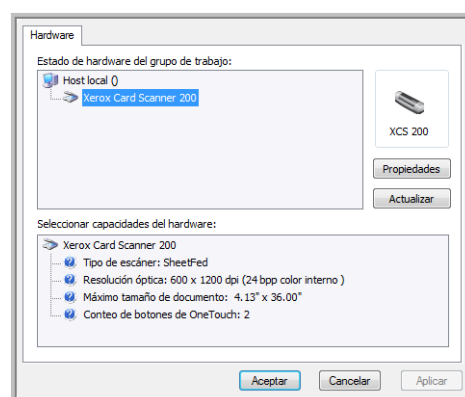 Hardware
Estado de hardware del grupo de trabajo:
Host local ()
Xerox Card Scanner 200
XCS 200
Propiedades
Actualizar
Seleccionar capacidades del hardware:
Xerox Card Scanner 200
Tipo de escáner: SheetFed
Resolución óptica: 600 x 1200 dpi (24 bpp color interno )
Máximo tamaño de documento: 4.13" x 36.00"
Conteo de botones de OneTouch: 2
Aceptar Cancelar Aplicar